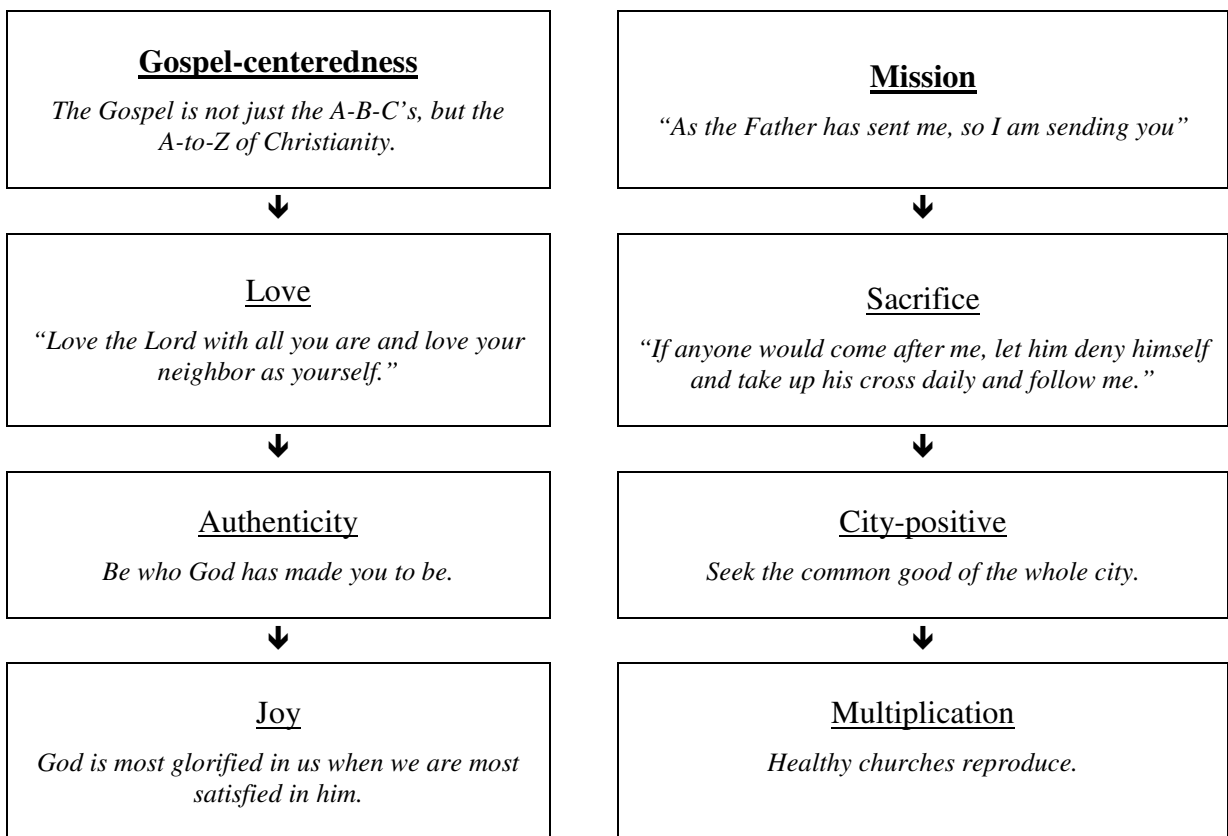 Gospel-centeredness
The Gospel is not just the A-B-C’s, but the
A-to-Z of Christianity.
Love
“Love the Lord with all you are and love your
neighbor as yourself.”
Authenticity
Be who God has made you to be.
Joy
God is most glorified in us when we are most
satisfied in him.
Mission
“As the Father has sent me, so I am sending you”
Sacrifice
“If anyone would come after me, let him deny himself
and take up his cross daily and follow me.”
City-positive
Seek the common good of the whole city.
Multiplication
Healthy churches reproduce.